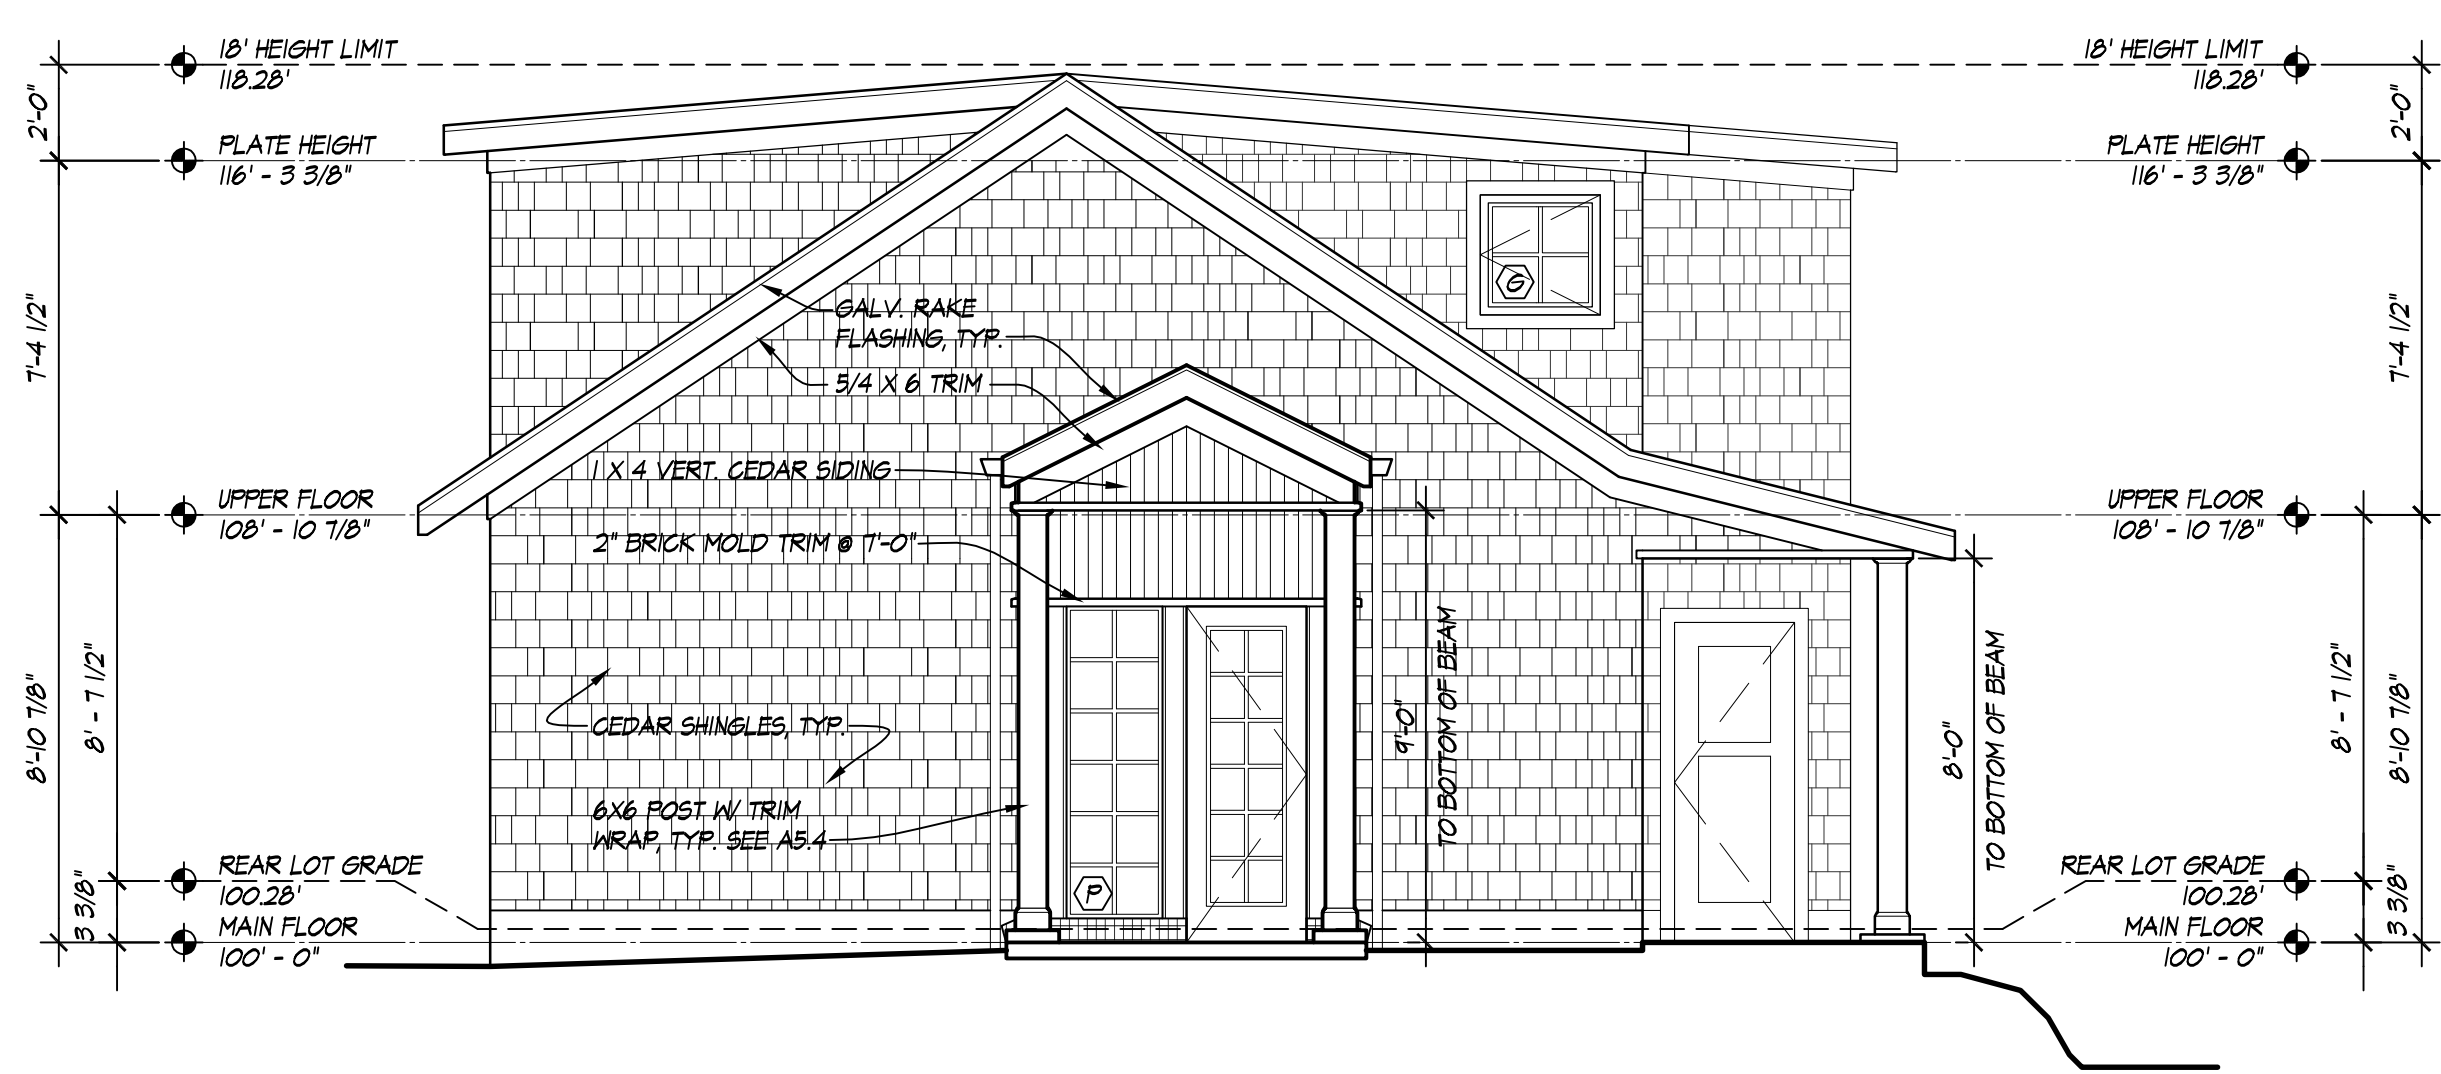 18' HEIGHT LIMIT
118.28'
2'-0"
PLATE HEIGHT
116' - 3 3/8"
7'-4 1/2"
UPPER FLOOR
108' - 10 7/8"
8'-10 7/8"
8' - 7 1/2"
REAR LOT GRADE
100.28'
3 3/8"
MAIN FLOOR
100' - 0"
GALV. RAKE
FLASHING, TYP.
5/4 X 6 TRIM
1 X 4 VERT. CEDAR SIDING
2" BRICK MOLD TRIM @ 7'-0"
CEDAR SHINGLES, TYP.
6X6 POST W/ TRIM
WRAP, TYP. SEE A5.4
P
G
9'-0"
TO BOTTOM OF BEAM
8'-0"
TO BOTTOM OF BEAM
18' HEIGHT LIMIT
118.28'
2'-0"
PLATE HEIGHT
116' - 3 3/8"
7'-4 1/2"
UPPER FLOOR
108' - 10 7/8"
8' - 7 1/2"
8'-10 7/8"
REAR LOT GRADE
100.28'
3 3/8"
MAIN FLOOR
100' - 0"